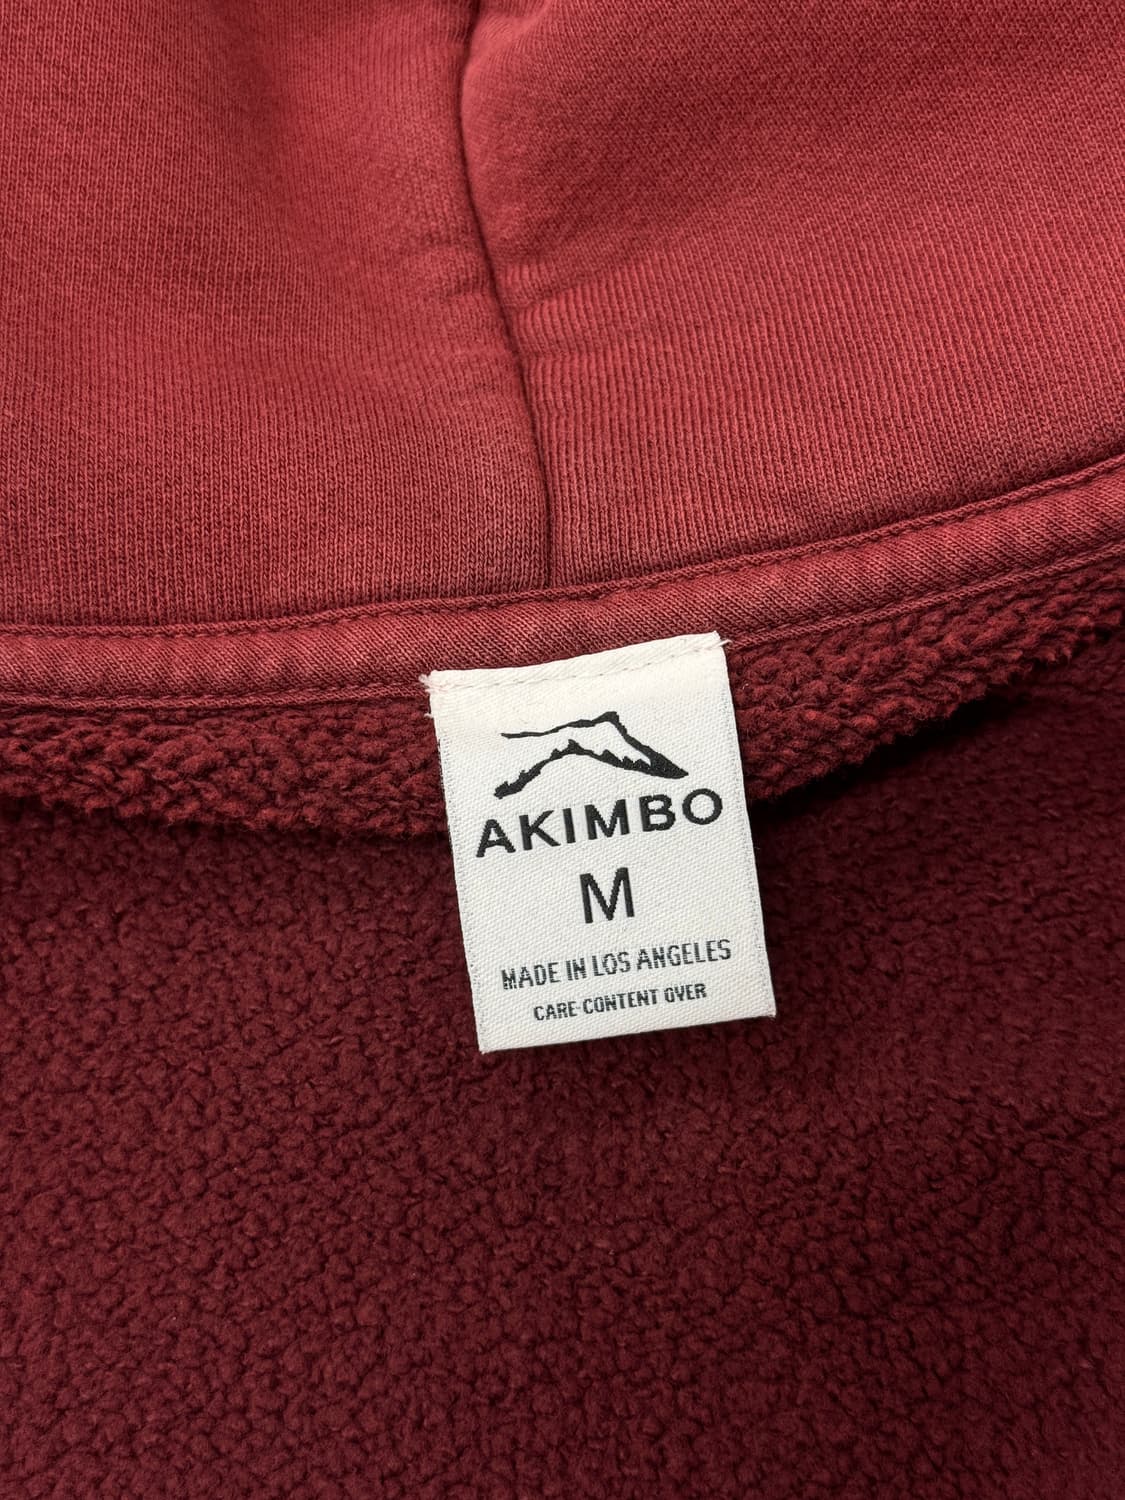 AKIMBO
M
MADE IN LOS ANGELES
CARE-CONTENT OVER